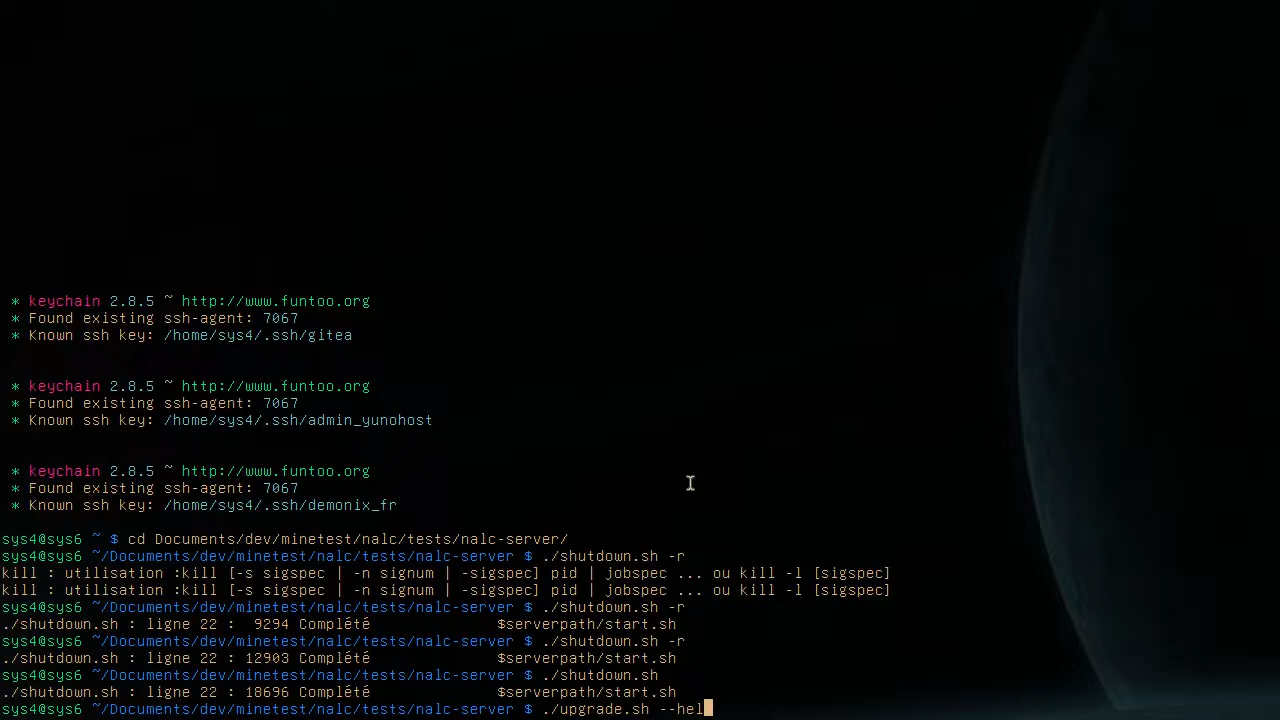 * keychain 2.8.5 ~ http://www.funtoo.org
* Found existing ssh-agent: 7067
* Known ssh key: /home/sys4/.ssh/gitea
* keychain 2.8.5 ~ http://www.funtoo.org
* Found existing ssh-agent: 7067
* Known ssh key: /home/sys4/.ssh/admin_yunohost
* keychain 2.8.5 ~ http://www.funtoo.org
* Found existing ssh-agent: 7067
* Known ssh key: /home/sys4/.ssh/demonix_fr
sys4@sys6 ~ $ cd Documents/dev/minetest/nalc/tests/nalc-server/
sys4@sys6 ~/Documents/dev/minetest/nalc/tests/nalc-server $ ./shutdown.sh -r
kill : utilisation :kill [-s sigspec | -n signum | -sigspec] pid | jobspec ... ou kill -l [sigspec]
kill : utilisation :kill [-s sigspec | -n signum | -sigspec] pid | jobspec ... ou kill -l [sigspec]
sys4@sys6 ~/Documents/dev/minetest/nalc/tests/nalc-server $ ./shutdown.sh -r
./shutdown.sh : ligne 22 :  9294 Complété              $serverpath/start.sh
sys4@sys6 ~/Documents/dev/minetest/nalc/tests/nalc-server $ ./shutdown.sh -r
./shutdown.sh : ligne 22 : 12903 Complété              $serverpath/start.sh
sys4@sys6 ~/Documents/dev/minetest/nalc/tests/nalc-server $ ./shutdown.sh
./shutdown.sh : ligne 22 : 18696 Complété              $serverpath/start.sh
sys4@sys6 ~/Documents/dev/minetest/nalc/tests/nalc-server $ ./upgrade.sh --hel